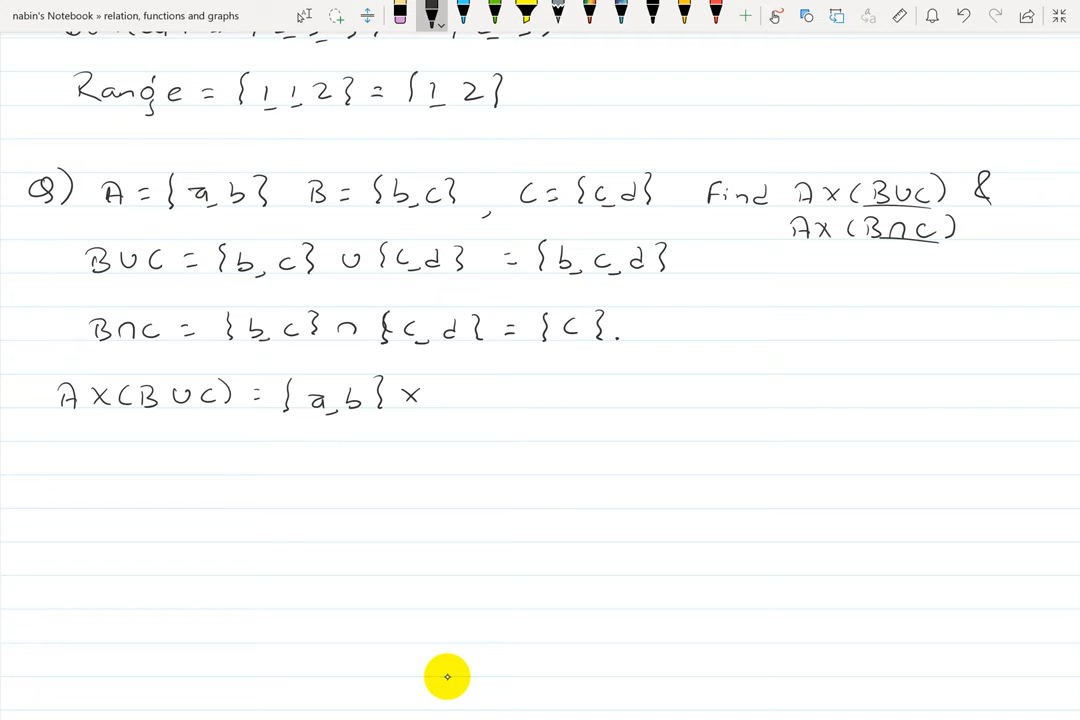 nabin's Notebook » relation, functions and graphs
Range = {1, 1, 2} = {1, 2}
Q) A = {a, b} B = {b, c}, C = {c, d} Find A×(B∪C) &
A×(B∩C)
B∪C = {b, c} ∪ {c, d} = {b, c, d}
B∩C = {b, c} ∩ {c, d} = {c}.
A×(B∪C) = {a, b} ×